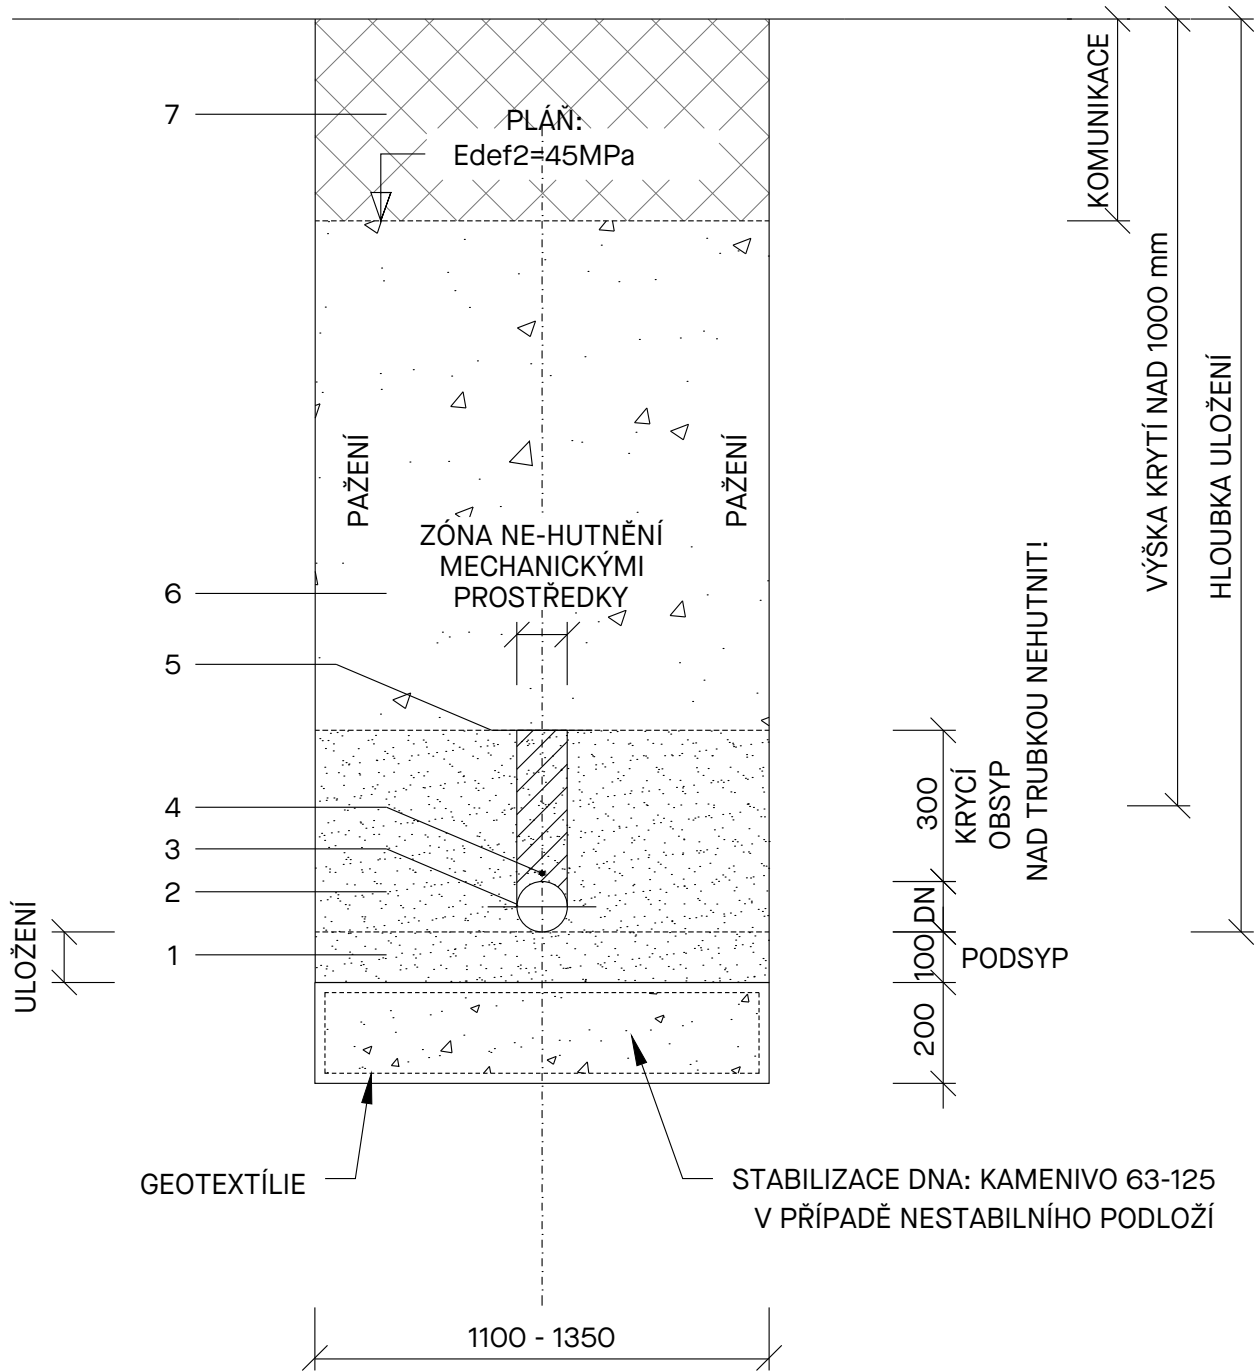 7
PLÁŇ:
Edef2=45MPa
KOMUNIKACE
VÝŠKA KRYTÍ NAD 1000 mm
HLOUBKA ULOŽENÍ
PAŽENÍ
PAŽENÍ
ZÓNA NE-HUTNĚNÍ
MECHANICKÝMI
PROSTŘEDKY
6
5
4
3
2
1
ULOŽENÍ
300
KRYCÍ
OBSYP
NAD TRUBKOU NEHUTNIT!
DN
100
PODSYP
200
GEOTEXTÍLIE
STABILIZACE DNA: KAMENIVO 63-125
V PŘÍPADĚ NESTABILNÍHO PODLOŽÍ
1100 - 1350